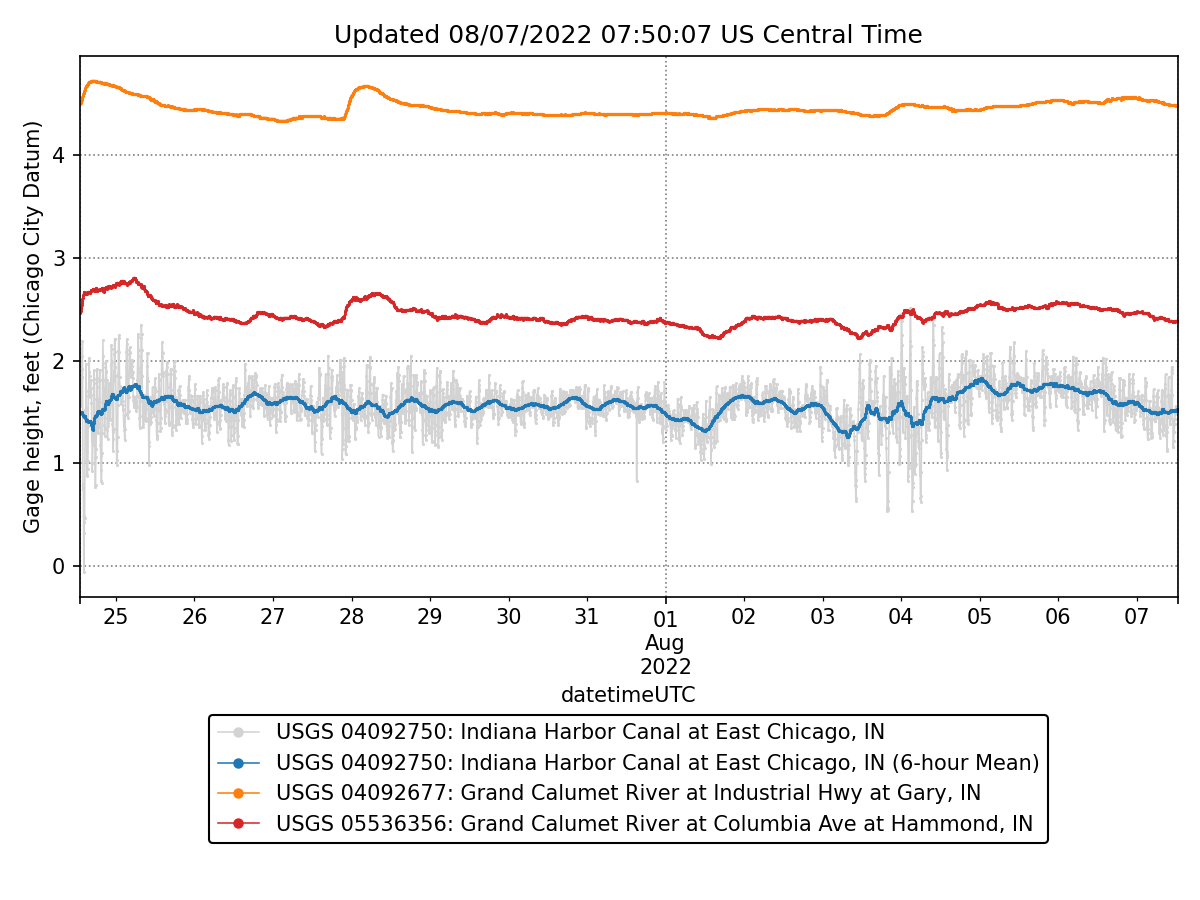 Updated 08/07/2022 07:50:07 US Central Time
Gage height, feet (Chicago City Datum)
4
3
2
1
0
25 26 27 28 29 30 31 01 02 03 04 05 06 07
Aug
2022
datetimeUTC
USGS 04092750: Indiana Harbor Canal at East Chicago, IN
USGS 04092750: Indiana Harbor Canal at East Chicago, IN (6-hour Mean)
USGS 04092677: Grand Calumet River at Industrial Hwy at Gary, IN
USGS 05536356: Grand Calumet River at Columbia Ave at Hammond, IN